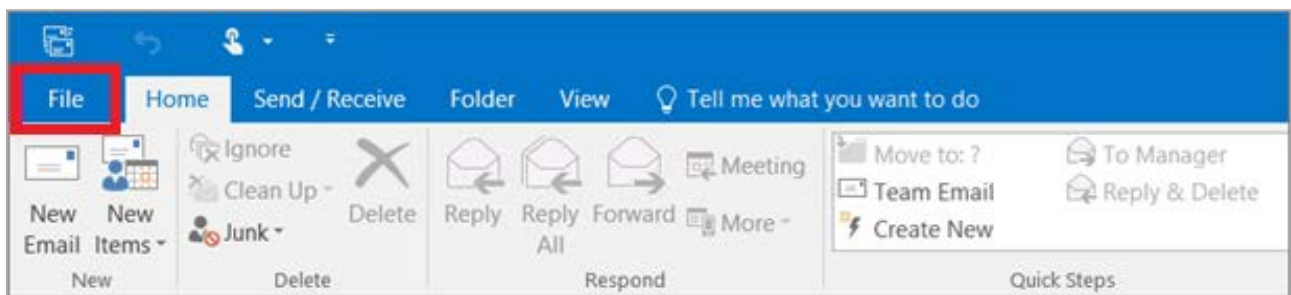 File Home Send / Receive Folder View Tell me what you want to do
Ignore
Clean Up
Junk
Delete
New Email
New Items
Reply
Reply All
Forward
Meeting
More
Move to: ?
Team Email
Create New
To Manager
Reply & Delete
New Delete Respond Quick Steps